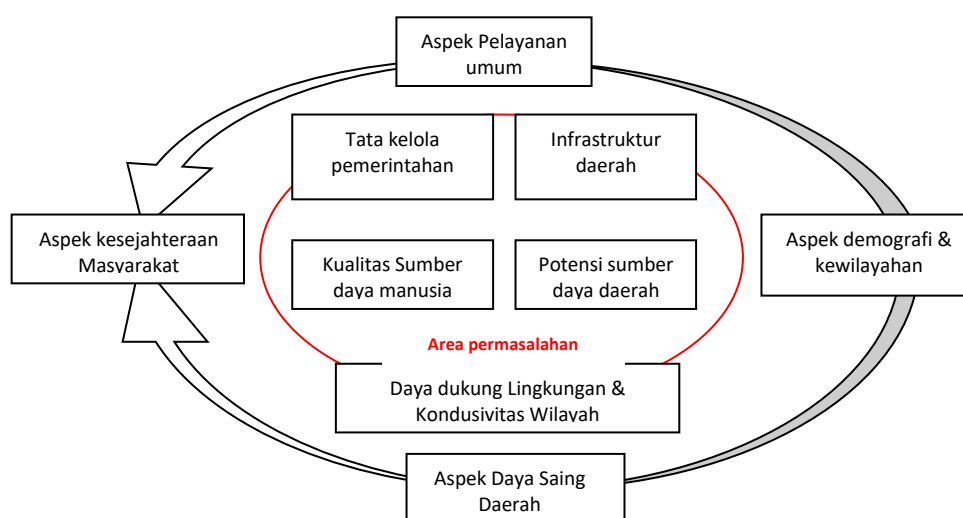 Aspek Pelayanan
umum
Tata kelola
pemerintahan
Infrastruktur
daerah
Aspek kesejahteraan
Masyarakat
Aspek demografi &
kewilayahan
Kualitas Sumber
daya manusia
Potensi sumber
daya daerah
Area permasalahan
Daya dukung Lingkungan &
Kondusivitas Wilayah
Aspek Daya Saing
Daerah